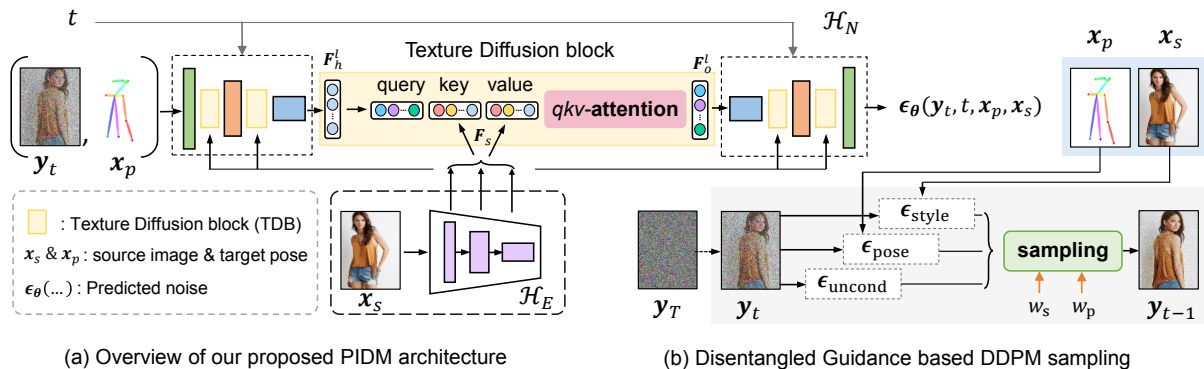 t
𝓗_N
Texture Diffusion block
F_h^l
F_o^l
query key value
qkv-attention
F_s
y_t , x_p
ϵ_θ(y_t, t, x_p, x_s)
: Texture Diffusion block (TDB)
x_s & x_p : source image & target pose
ϵ_θ(...) : Predicted noise
x_s
𝓗_E
(a) Overview of our proposed PIDM architecture
x_p x_s
ϵ_style
ϵ_pose
ϵ_uncond
sampling
w_s w_p
y_T y_t y_{t−1}
(b) Disentangled Guidance based DDPM sampling